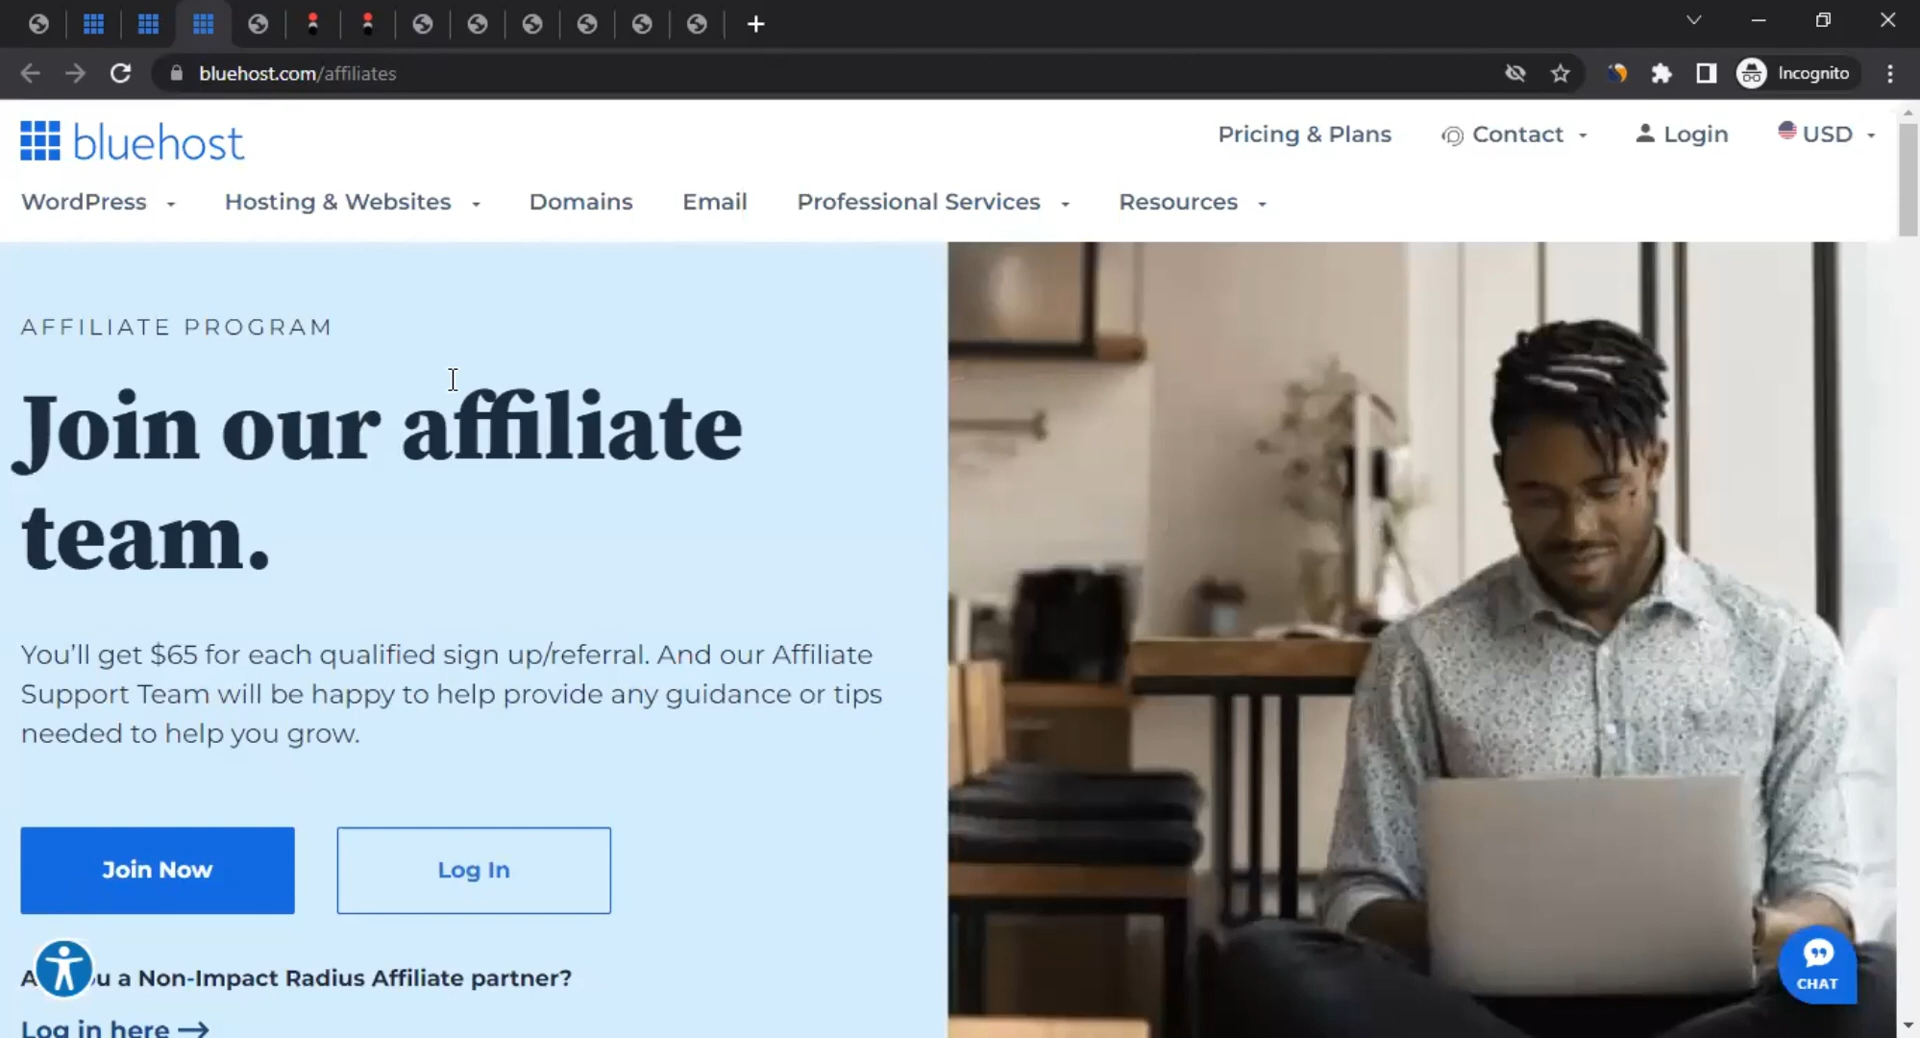 bluehost.com/affiliates
Incognito
bluehost
Pricing & Plans
Contact
Login
USD
WordPress
Hosting & Websites
Domains
Email
Professional Services
Resources
AFFILIATE PROGRAM
Join our affiliate
team.
You'll get $65 for each qualified sign up/referral. And our Affiliate
Support Team will be happy to help provide any guidance or tips
needed to help you grow.
Join Now
Log In
u a Non-Impact Radius Affiliate partner?
Log in here →
CHAT